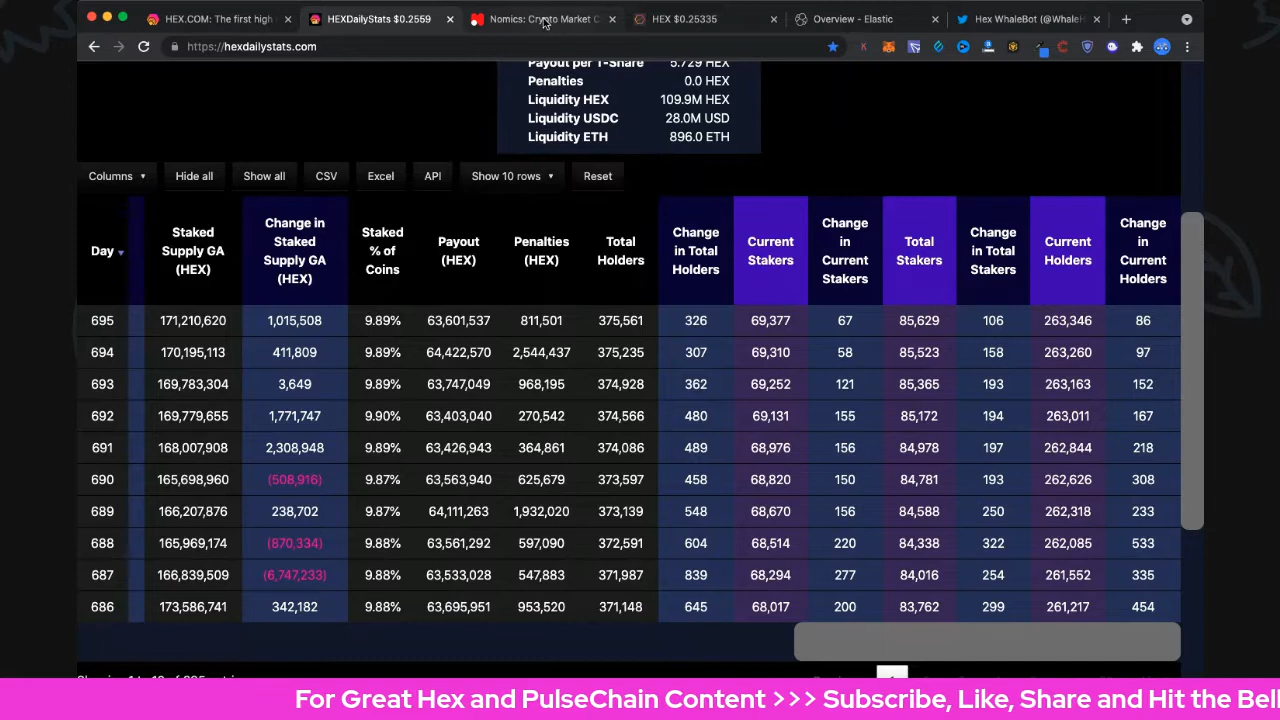 HEX.COM: The first high
HEXDailyStats $0.2559
Nomics: Crypto Market C
HEX $0.25335
Overview - Elastic
Hex WhaleBot (@WhaleH
https://hexdailystats.com
Payout per T-Share 5.729 HEX
Penalties 0.0 HEX
Liquidity HEX 109.9M HEX
Liquidity USDC 28.0M USD
Liquidity ETH 896.0 ETH
Columns Hide all Show all CSV Excel API Show 10 rows Reset
Day Staked Supply GA (HEX) Change in Staked Supply GA (HEX) Staked % of Coins Payout (HEX) Penalties (HEX) Total Holders Change in Total Holders Current Stakers Change in Current Stakers Total Stakers Change in Total Stakers Current Holders Change in Current Holders
695 171,210,620 1,015,508 9.89% 63,601,537 811,501 375,561 326 69,377 67 85,629 106 263,346 86
694 170,195,113 411,809 9.89% 64,422,570 2,544,437 375,235 307 69,310 58 85,523 158 263,260 97
693 169,783,304 3,649 9.89% 63,747,049 968,195 374,928 362 69,252 121 85,365 193 263,163 152
692 169,779,655 1,771,747 9.90% 63,403,040 270,542 374,566 480 69,131 155 85,172 194 263,011 167
691 168,007,908 2,308,948 9.89% 63,426,943 364,861 374,086 489 68,976 156 84,978 197 262,844 218
690 165,698,960 (508,916) 9.87% 63,563,940 625,679 373,597 458 68,820 150 84,781 193 262,626 308
689 166,207,876 238,702 9.87% 64,111,263 1,932,020 373,139 548 68,670 156 84,588 250 262,318 233
688 165,969,174 (870,334) 9.88% 63,561,292 597,090 372,591 604 68,514 220 84,338 322 262,085 533
687 166,839,509 (6,747,233) 9.88% 63,533,028 547,883 371,987 839 68,294 277 84,016 254 261,552 335
686 173,586,741 342,182 9.88% 63,695,951 953,520 371,148 645 68,017 200 83,762 299 261,217 454
For Great Hex and PulseChain Content >>> Subscribe, Like, Share and Hit the Bell